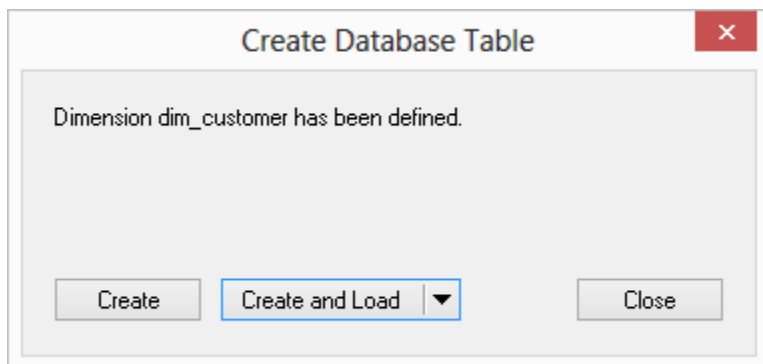 Create Database Table
Dimension dim_customer has been defined.
Create
Create and Load
Close